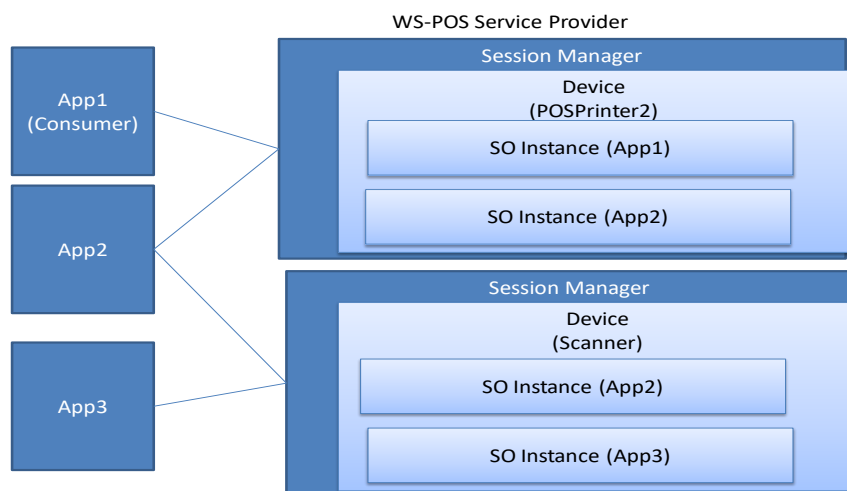 WS-POS Service Provider
App1
(Consumer)
App2
App3
Session Manager
Device
(POSPrinter2)
SO Instance (App1)
SO Instance (App2)
Session Manager
Device
(Scanner)
SO Instance (App2)
SO Instance (App3)